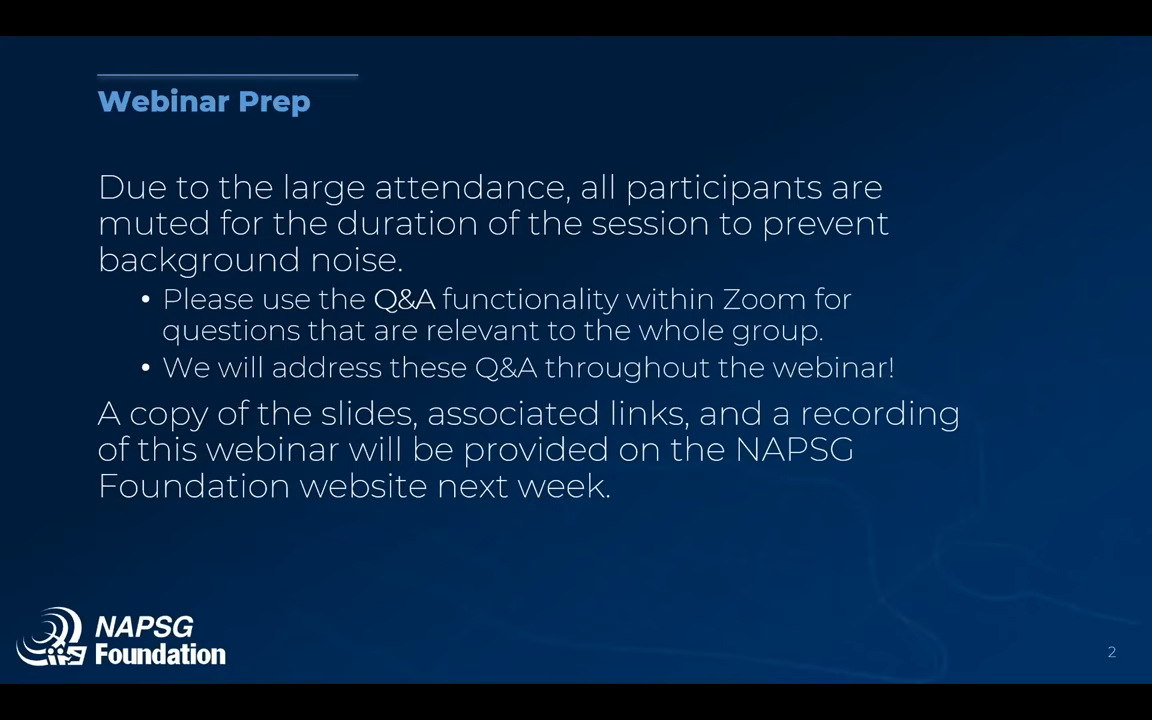 Webinar Prep
Due to the large attendance, all participants are
muted for the duration of the session to prevent
background noise.
• Please use the Q&A functionality within Zoom for
questions that are relevant to the whole group.
• We will address these Q&A throughout the webinar!
A copy of the slides, associated links, and a recording
of this webinar will be provided on the NAPSG
Foundation website next week.
NAPSG
Foundation
2